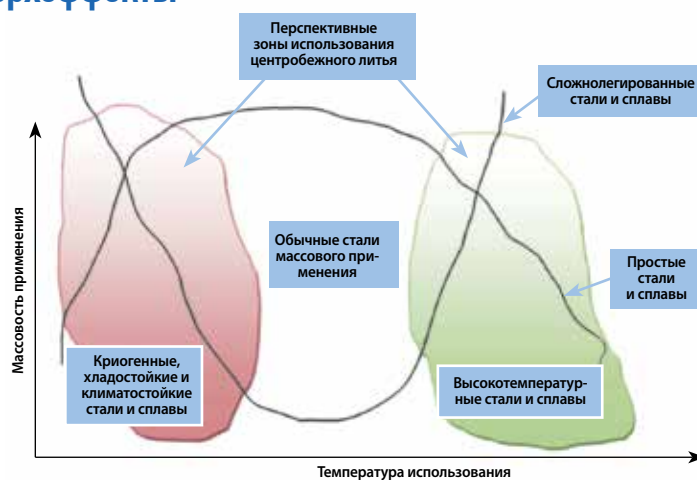 Перспективные
зоны использования
центробежного литья
Сложнолегированные
стали и сплавы
Массовость применения
Обычные стали
массового при-
менения
Простые
стали
и сплавы
Криогенные,
хладостойкие и
климатостойкие
стали и сплавы
Высокотемператур-
ные стали и сплавы
Температура использования